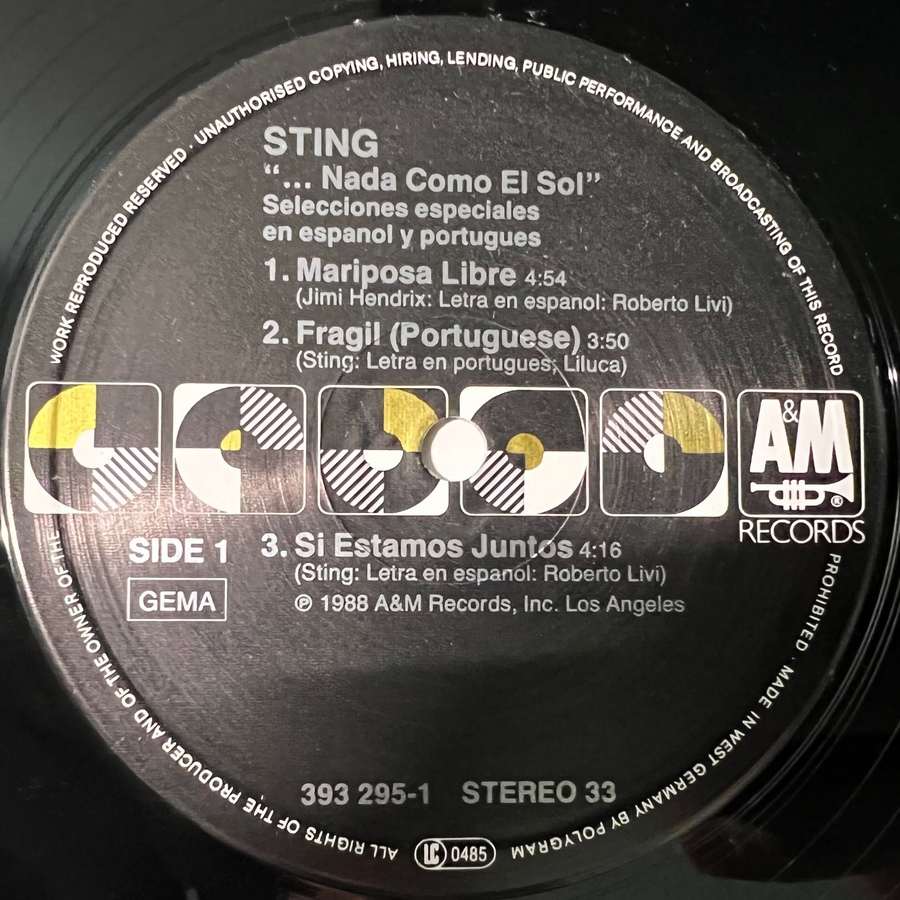 STING
"... Nada Como El Sol"
Selecciones especiales
en espanol y portugues
1. Mariposa Libre 4:54
(Jimi Hendrix: Letra en espanol: Roberto Livi)
2. Fragil (Portuguese) 3:50
(Sting: Letra en portugues; Liluca)
A&M
®
RECORDS
SIDE 1
GEMA
3. Si Estamos Juntos 4:16
(Sting: Letra en espanol: Roberto Livi)
℗ 1988 A&M Records, Inc. Los Angeles
393 295-1 STEREO 33
ALL RIGHTS OF THE PRODUCER AND OF THE OWNER OF THE WORK REPRODUCED RESERVED · UNAUTHORISED COPYING, HIRING, LENDING, PUBLIC PERFORMANCE AND BROADCASTING OF THIS RECORD PROHIBITED · MADE IN WEST GERMANY BY POLYGRAM
LC 0485